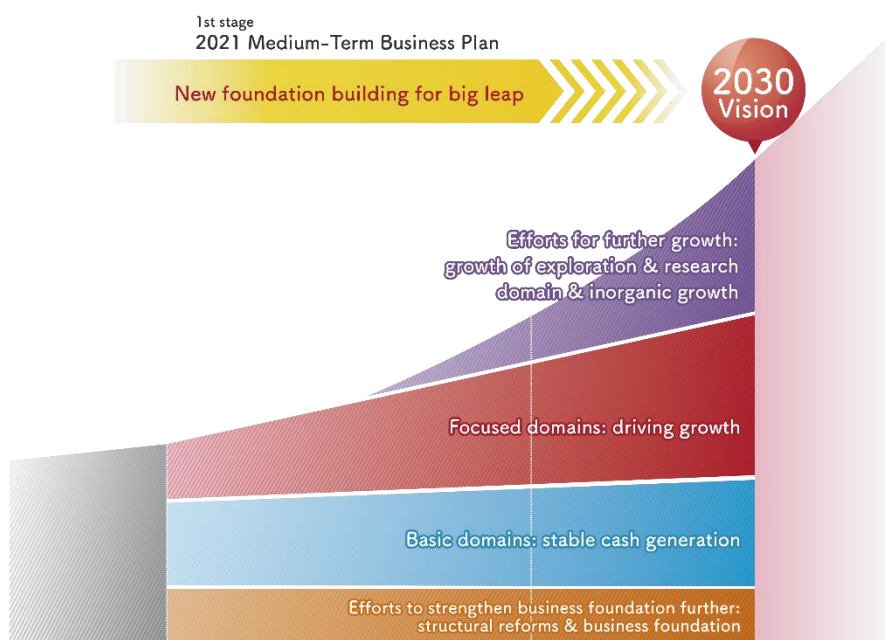 1st stage
2021 Medium-Term Business Plan
New foundation building for big leap
2030
Vision
Efforts for further growth:
growth of exploration & research
domain & inorganic growth
Focused domains: driving growth
Basic domains: stable cash generation
Efforts to strengthen business foundation further:
structural reforms & business foundation